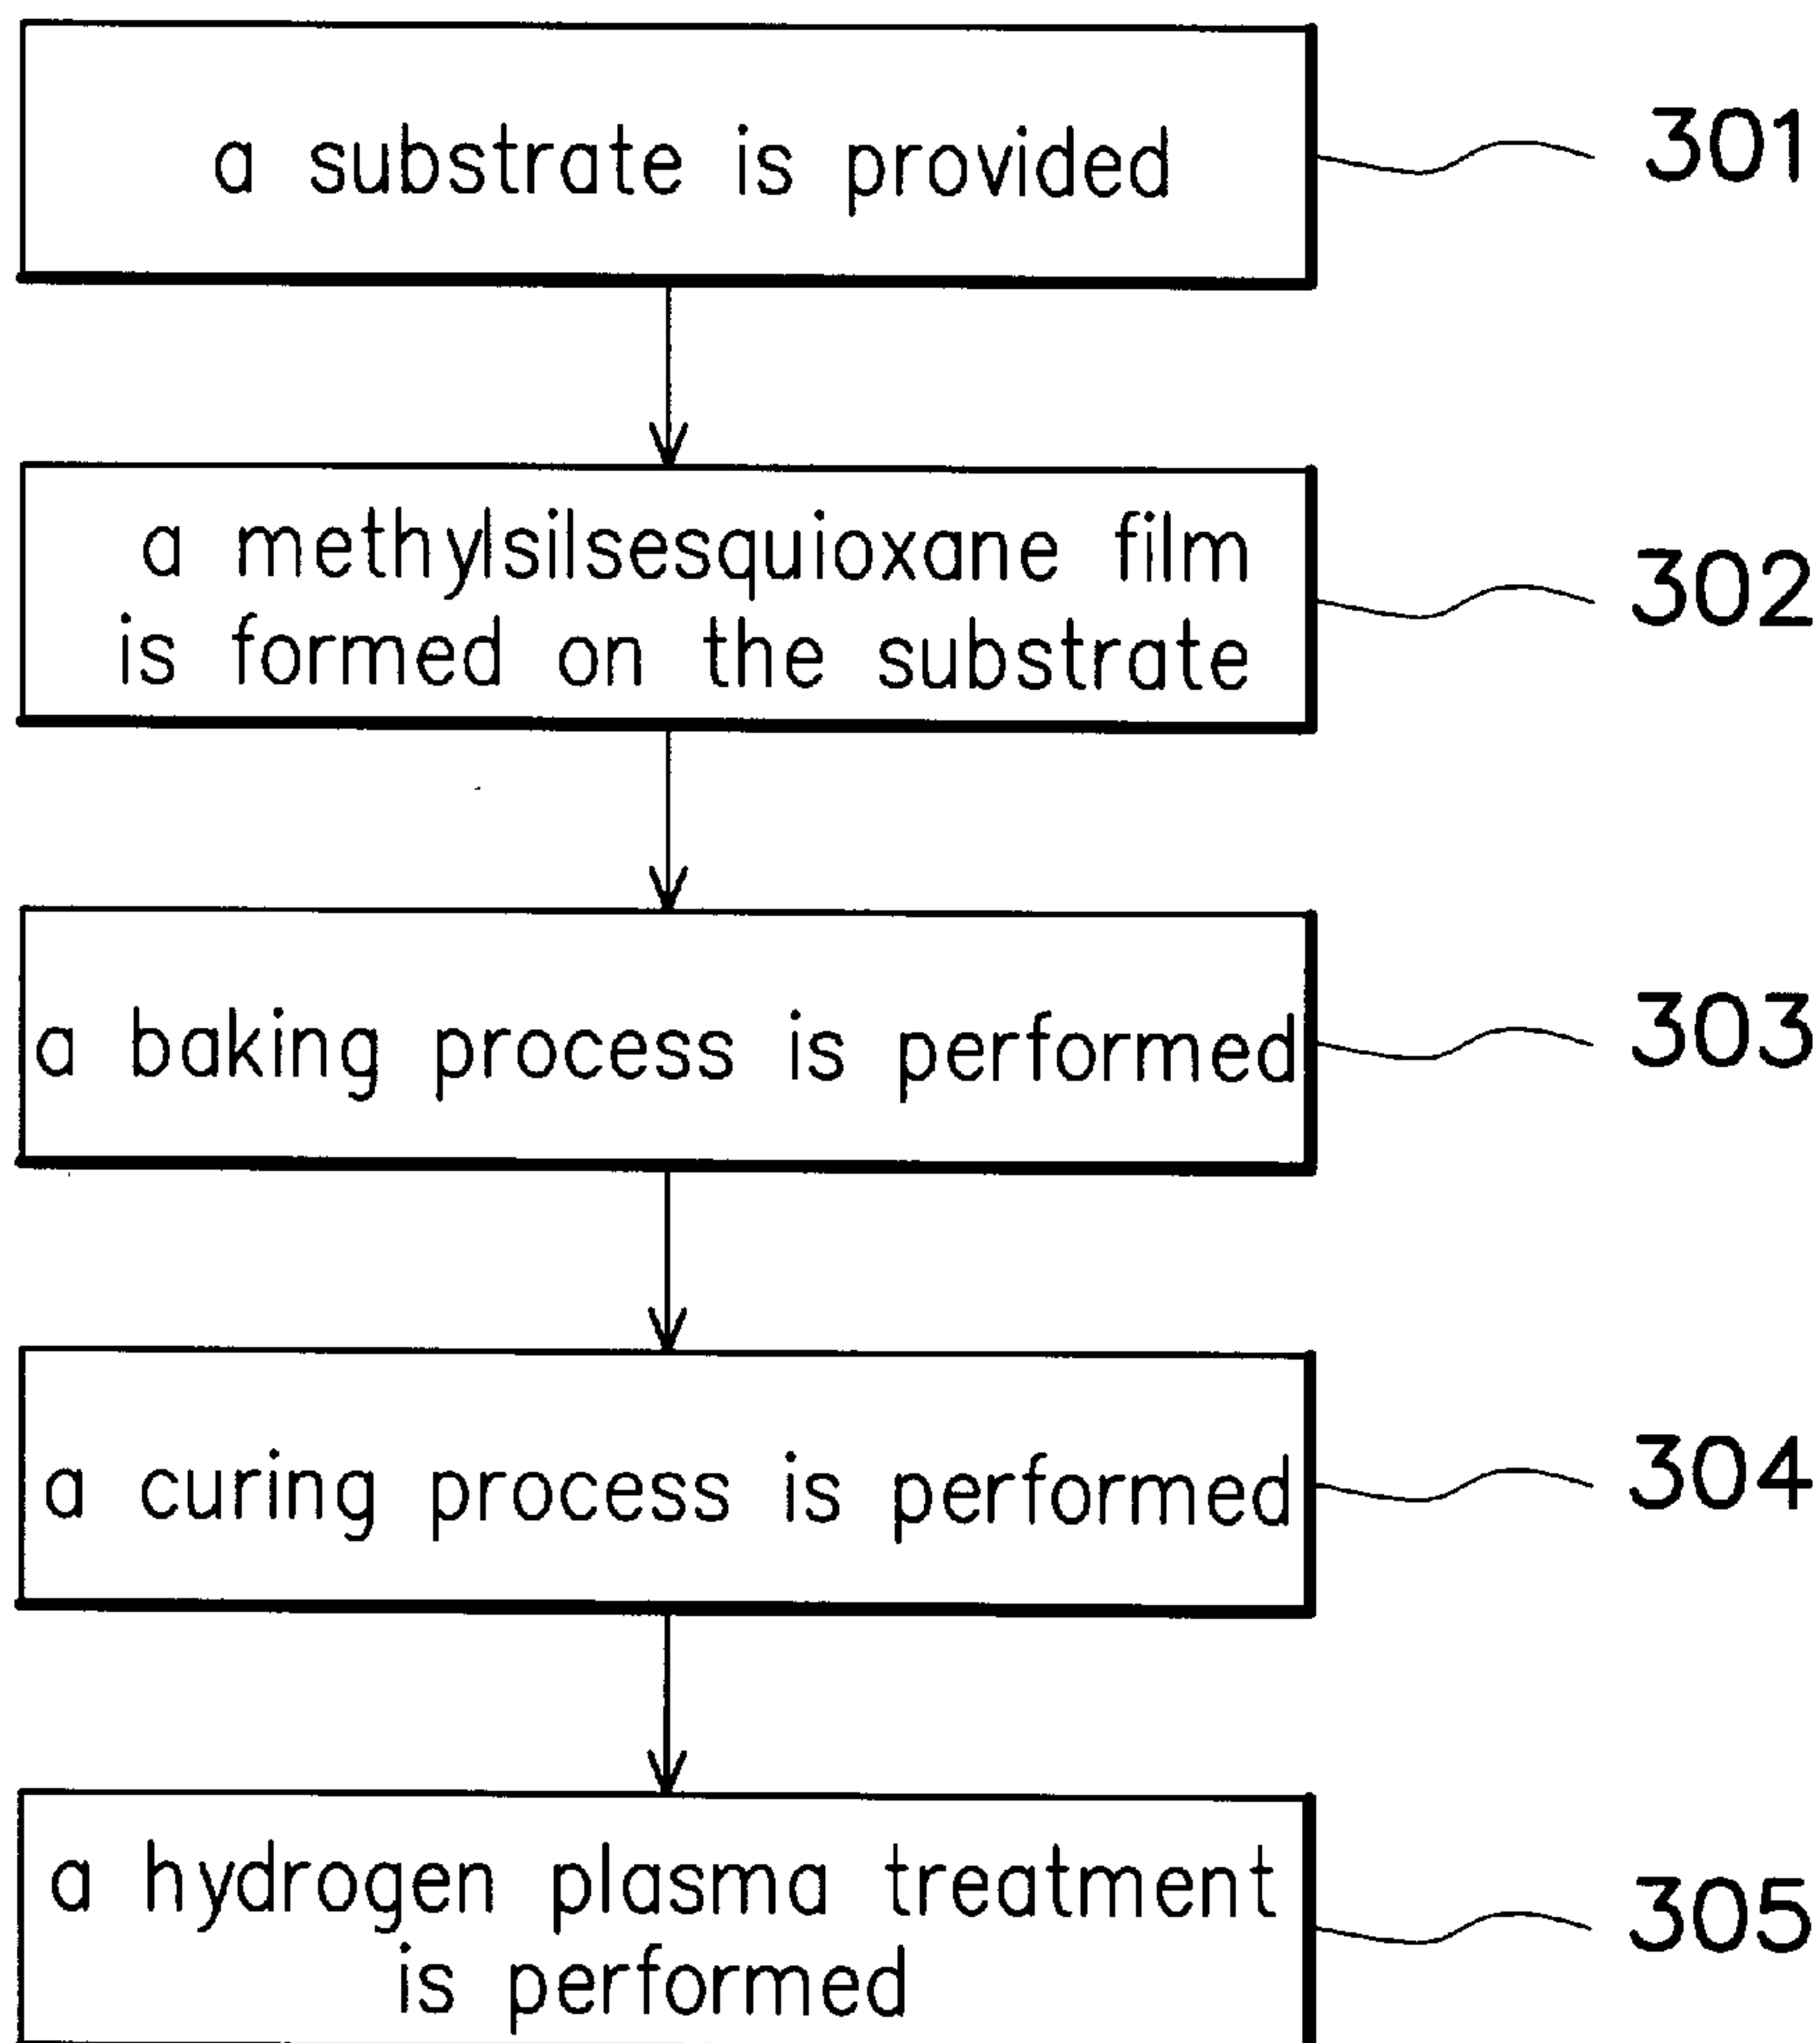 a substrate is provided
301
a methylsilsesquioxane film
is formed on the substrate
302
a baking process is performed
303
a curing process is performed
304
a hydrogen plasma treatment
is performed
305